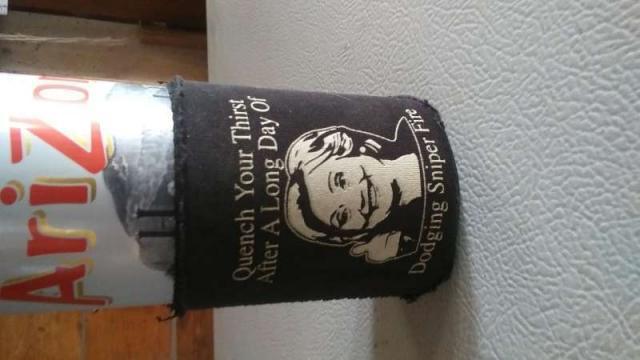 AriZo
Quench Your Thirst
After A Long Day Of
Dodging Sniper Fire